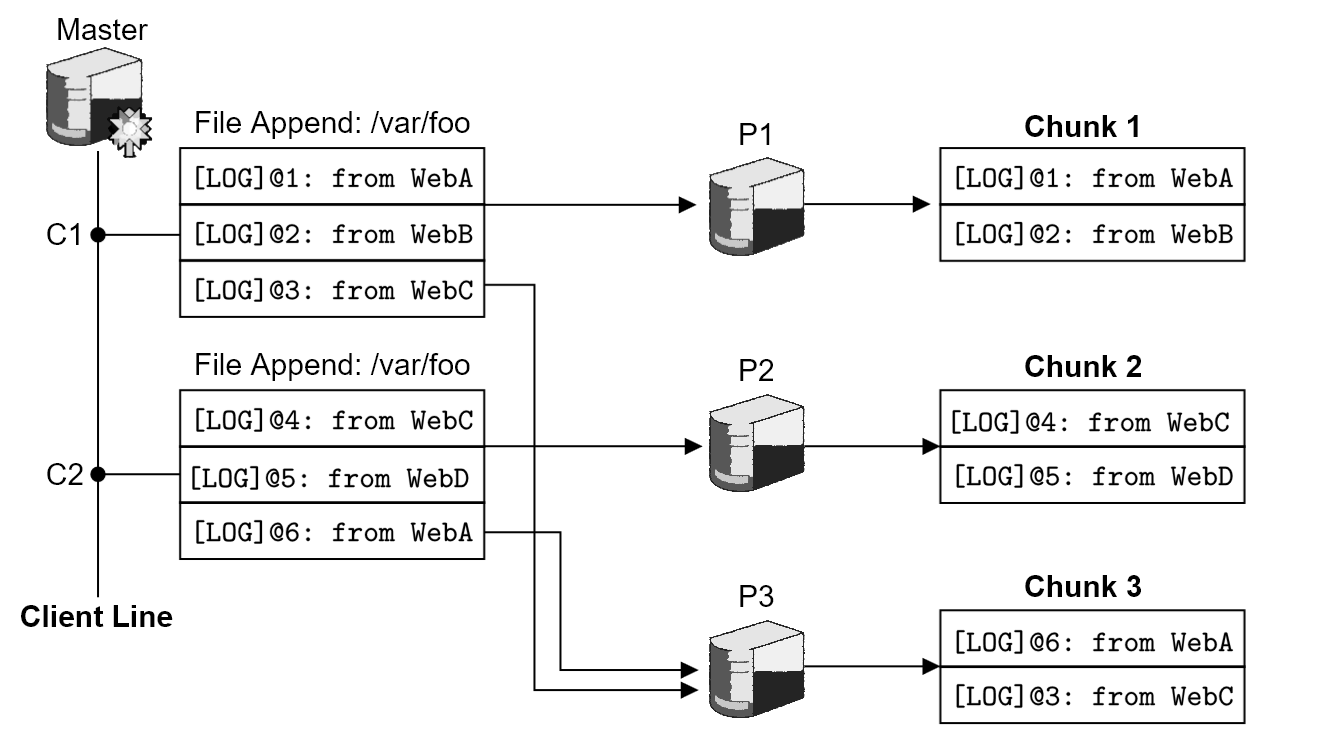 Master
File Append: /var/foo
[LOG]@1: from WebA
[LOG]@2: from WebB
[LOG]@3: from WebC
C1
File Append: /var/foo
[LOG]@4: from WebC
[LOG]@5: from WebD
[LOG]@6: from WebA
C2
Client Line
P1
Chunk 1
[LOG]@1: from WebA
[LOG]@2: from WebB
P2
Chunk 2
[LOG]@4: from WebC
[LOG]@5: from WebD
P3
Chunk 3
[LOG]@6: from WebA
[LOG]@3: from WebC